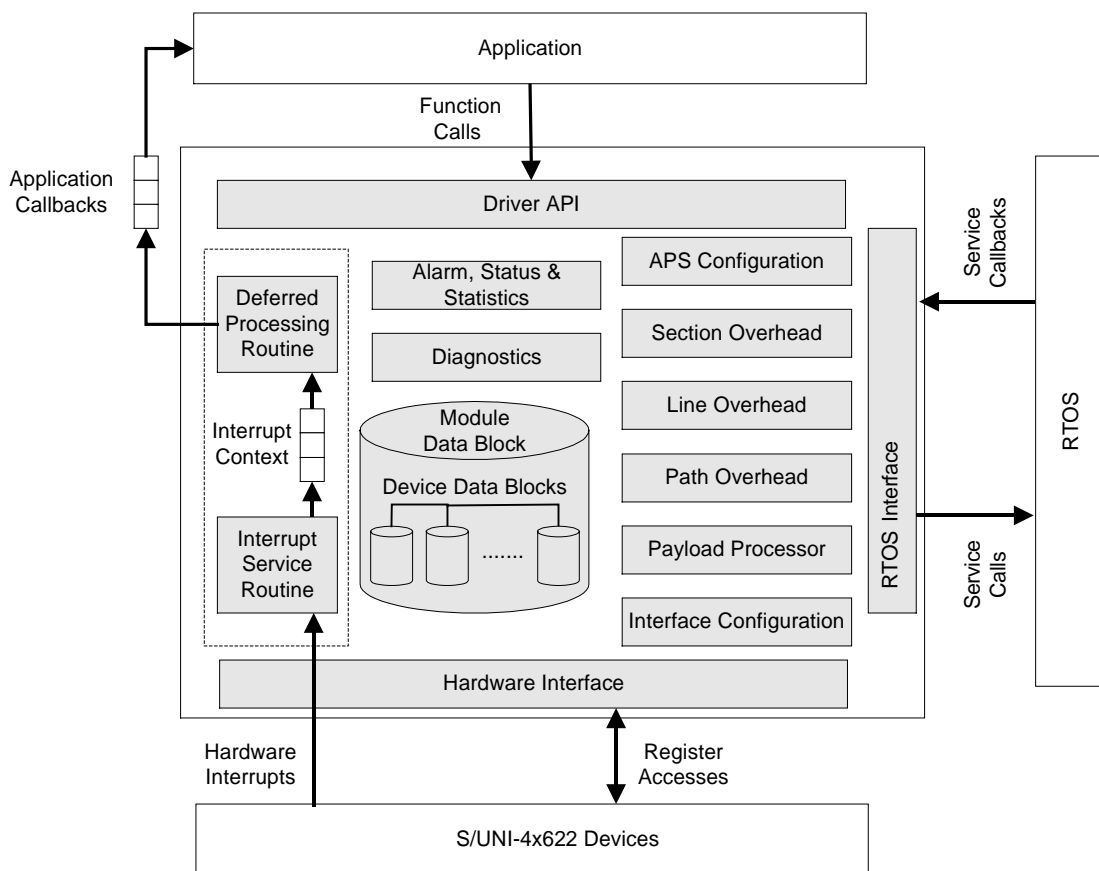 Application
Function
Calls
Application
Callbacks
Driver API
Service
Callbacks
Deferred
Processing
Routine
Alarm, Status &
Statistics
APS Configuration
Section Overhead
Diagnostics
Line Overhead
Interrupt
Context
Module
Data Block
Device Data Blocks
.......
Path Overhead
Interrupt
Service
Routine
Payload Processor
Interface Configuration
RTOS Interface
Service
Calls
RTOS
Hardware Interface
Hardware
Interrupts
Register
Accesses
S/UNI-4x622 Devices